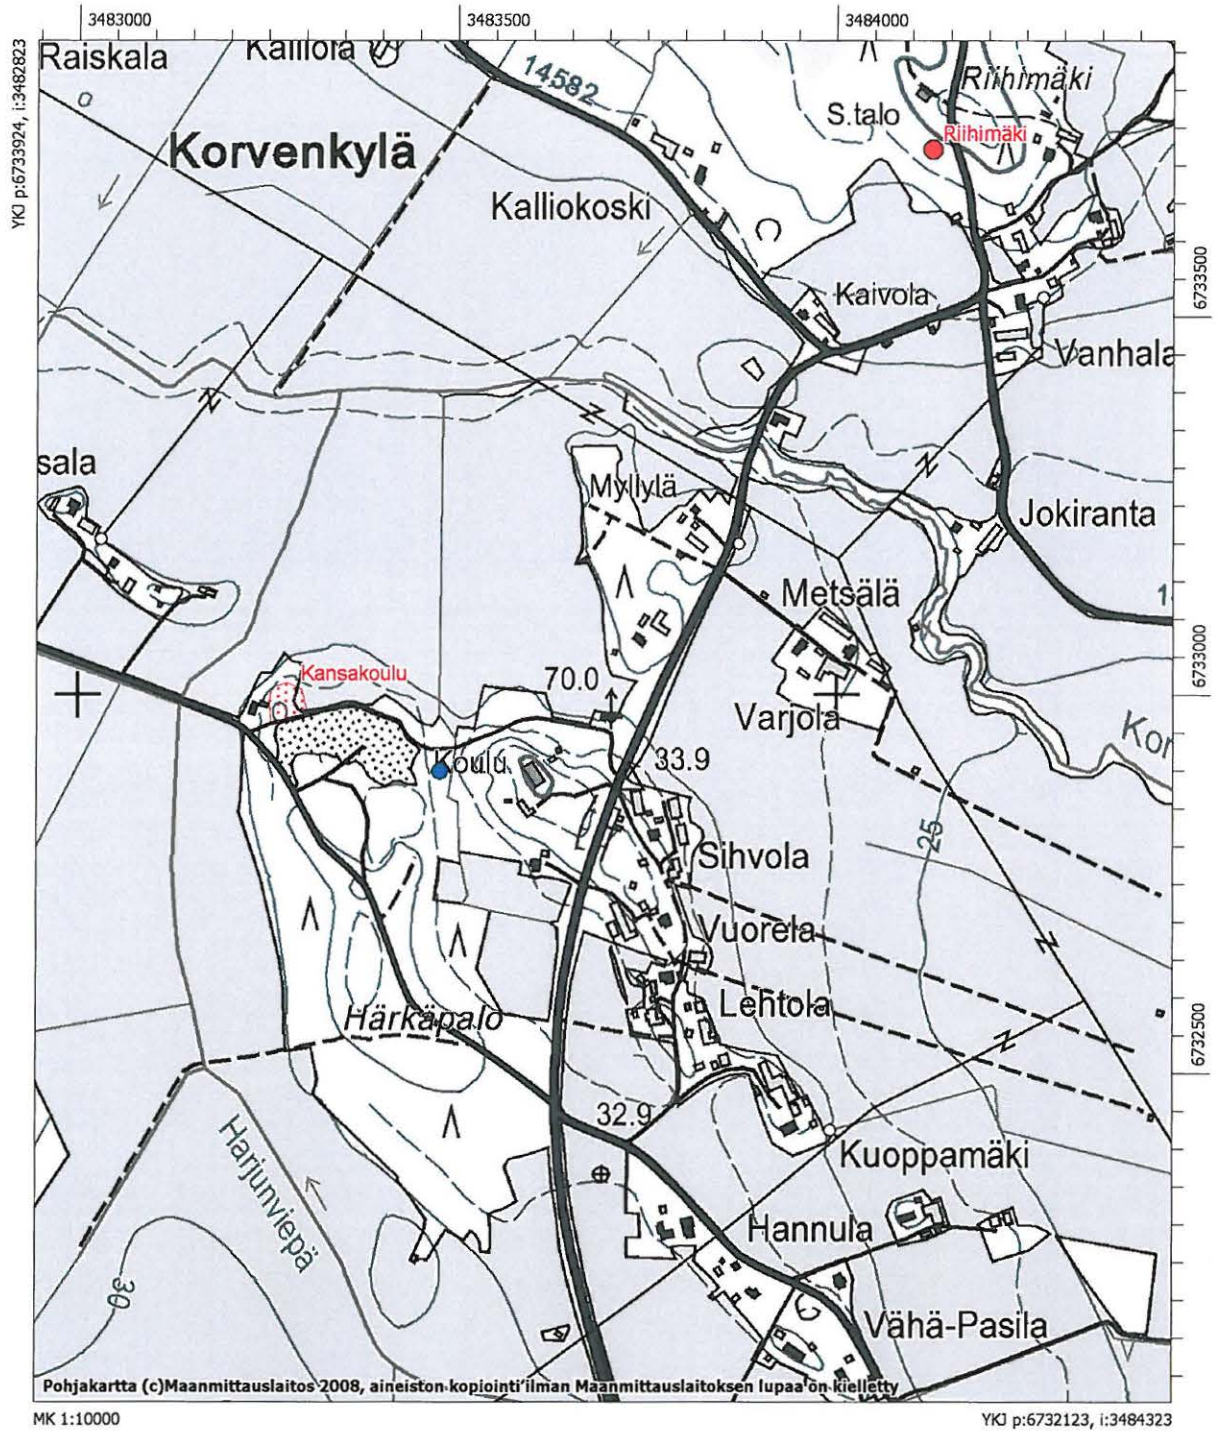 3483000
3483500
3484000
YKJ p:6733924, i:3482823
Raiskala
Kalliola
14582
Riihimäki
S.talo
Riihimäki
Korvenkylä
Kalliokoski
6733500
Kaivola
Vanhala
sala
Myllylä
Jokiranta
Metsälä
1
6733000
Kansakoulu
70.0
Varjola
Kor
Koulu
33.9
25
Sihvola
Vuorela
Lehtola
Härkäpalo
6732500
32.9
Harjunviepä
Kuoppamäki
Hannula
30
Vähä-Pasila
Pohjakartta (c)Maanmittauslaitos 2008, aineiston kopiointi ilman Maanmittauslaitoksen lupaa on kielletty
MK 1:10000
YKJ p:6732123, i:3484323